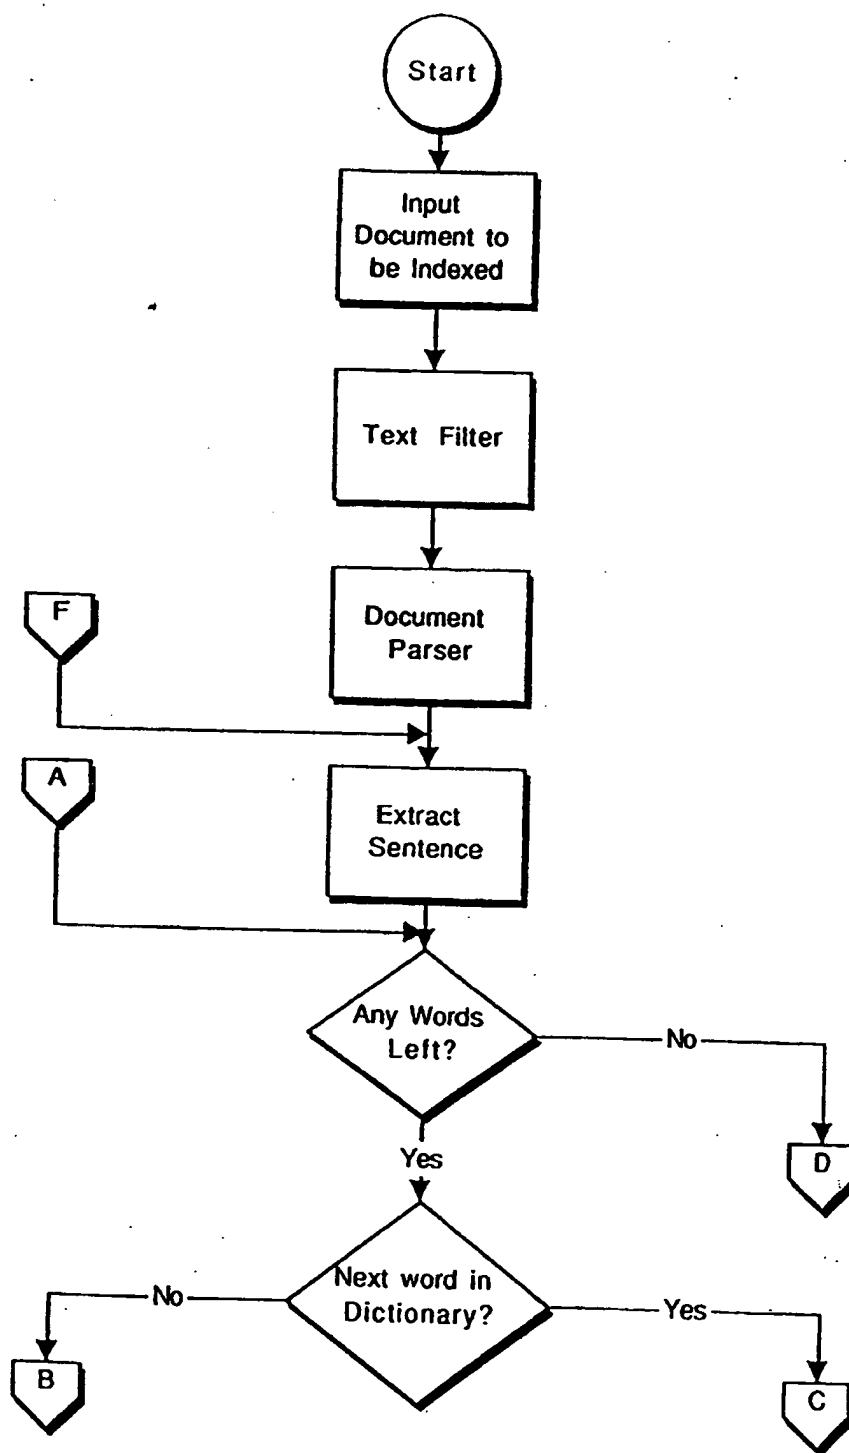 Start
Input
Document to
be Indexed
Text Filter
Document
Parser
F
A
Extract
Sentence
Any Words
Left?
No
D
Yes
Next word in
Dictionary?
No
Yes
B
C